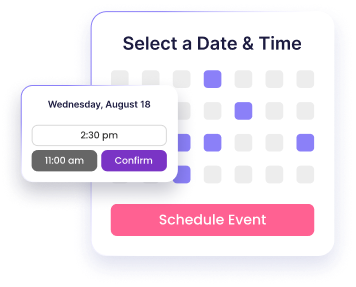 Select a Date & Time
Wednesday, August 18
2:30 pm
11:00 am Confirm
Schedule Event